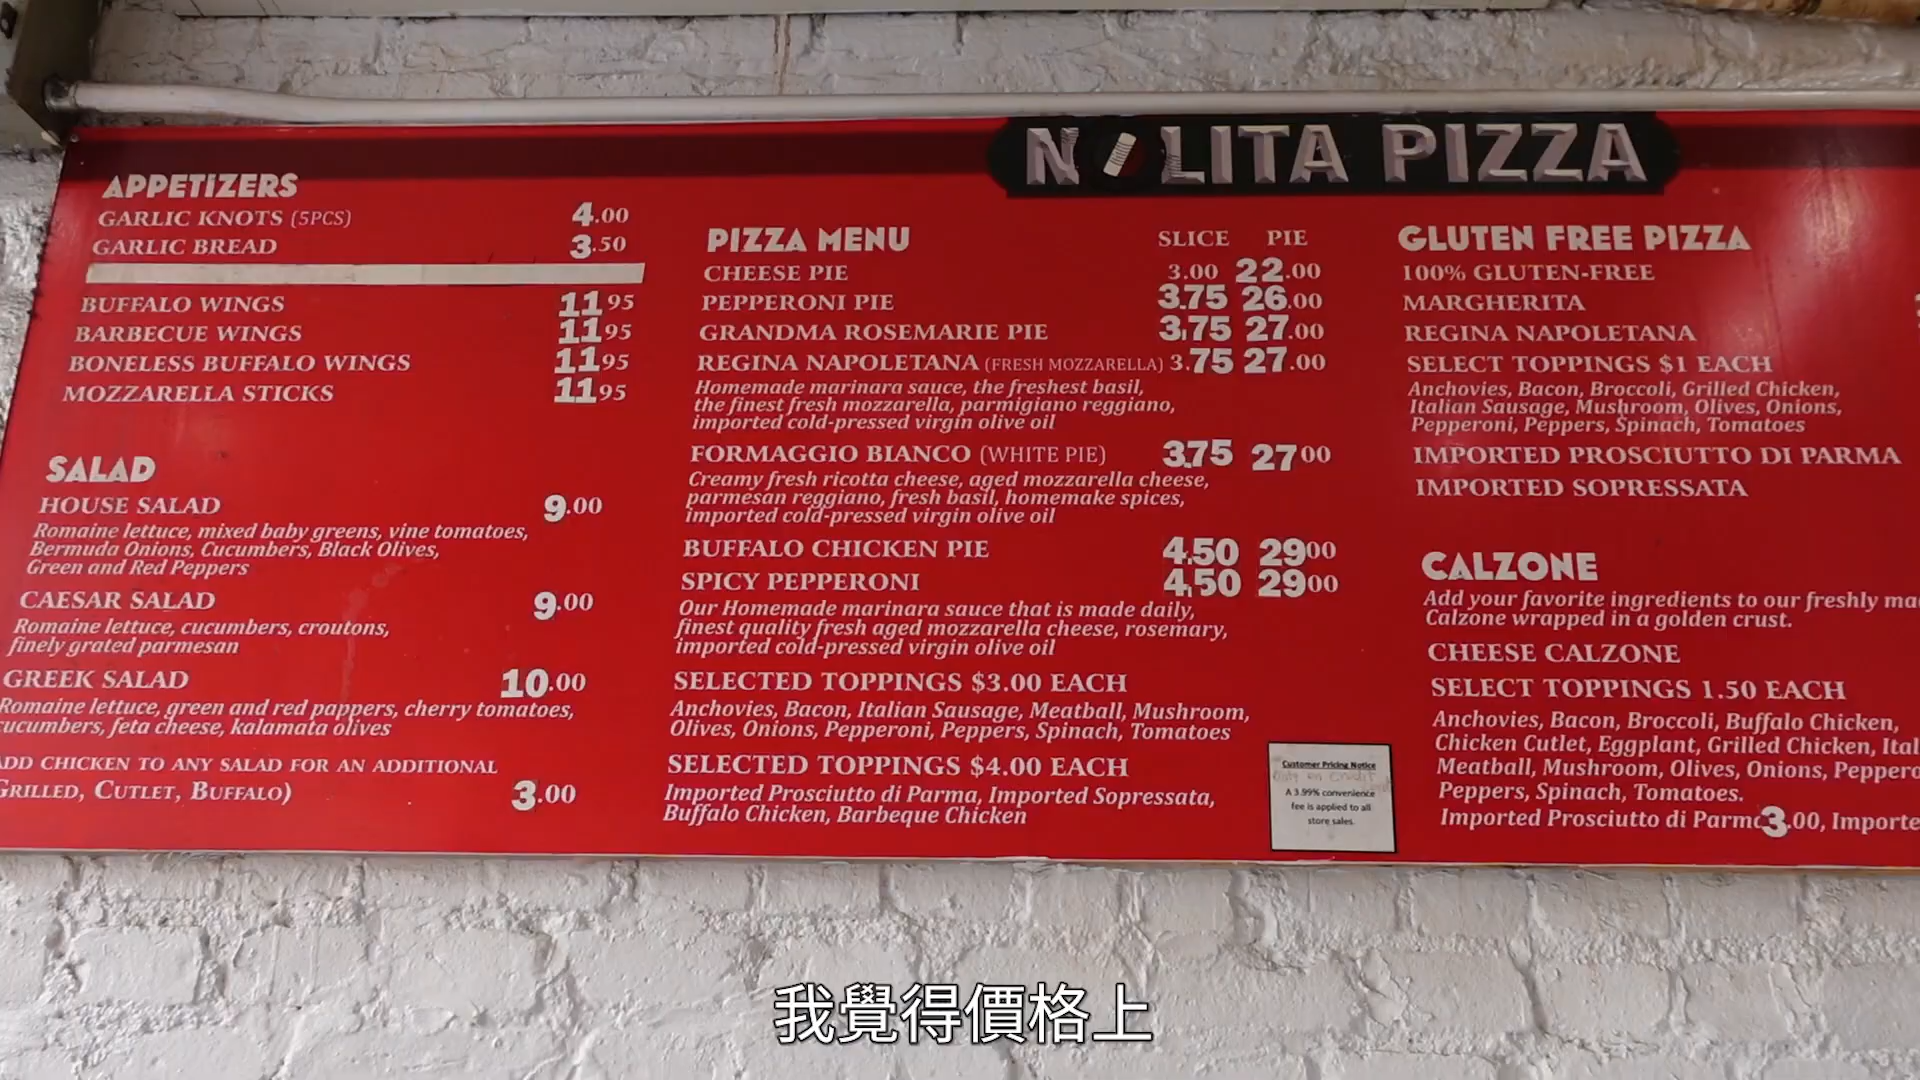 NOLITA PIZZA
APPETIZERS
GARLIC KNOTS (5PCS) 4.00
GARLIC BREAD 3.50
BUFFALO WINGS 11 95
BARBECUE WINGS 11 95
BONELESS BUFFALO WINGS 11 95
MOZZARELLA STICKS 11 95
SALAD
HOUSE SALAD 9.00
Romaine lettuce, mixed baby greens, vine tomatoes,
Bermuda Onions, Cucumbers, Black Olives,
Green and Red Peppers
CAESAR SALAD 9.00
Romaine lettuce, cucumbers, croutons,
finely grated parmesan
GREEK SALAD 10.00
Romaine lettuce, green and red pappers, cherry tomatoes,
cucumbers, feta cheese, kalamata olives
ADD CHICKEN TO ANY SALAD FOR AN ADDITIONAL
GRILLED, CUTLET, BUFFALO) 3.00
PIZZA MENU SLICE PIE
CHEESE PIE 3.00 22.00
PEPPERONI PIE 3.75 26.00
GRANDMA ROSEMARIE PIE 3.75 27.00
REGINA NAPOLETANA (FRESH MOZZARELLA) 3.75 27.00
Homemade marinara sauce, the freshest basil,
the finest fresh mozzarella, parmigiano reggiano,
imported cold-pressed virgin olive oil
FORMAGGIO BIANCO (WHITE PIE) 3.75 27 00
Creamy fresh ricotta cheese, aged mozzarella cheese,
parmesan reggiano, fresh basil, homemake spices,
imported cold-pressed virgin olive oil
BUFFALO CHICKEN PIE 4.50 29 00
SPICY PEPPERONI 4.50 29 00
Our Homemade marinara sauce that is made daily,
finest quality fresh aged mozzarella cheese, rosemary,
imported cold-pressed virgin olive oil
SELECTED TOPPINGS $3.00 EACH
Anchovies, Bacon, Italian Sausage, Meatball, Mushroom,
Olives, Onions, Pepperoni, Peppers, Spinach, Tomatoes
SELECTED TOPPINGS $4.00 EACH
Imported Prosciutto di Parma, Imported Sopressata,
Buffalo Chicken, Barbeque Chicken
Customer Pricing Notice
A 3.99% convenience
fee is applied to all
store sales.
GLUTEN FREE PIZZA
100% GLUTEN-FREE
MARGHERITA
REGINA NAPOLETANA
SELECT TOPPINGS $1 EACH
Anchovies, Bacon, Broccoli, Grilled Chicken,
Italian Sausage, Mushroom, Olives, Onions,
Pepperoni, Peppers, Spinach, Tomatoes
IMPORTED PROSCIUTTO DI PARMA
IMPORTED SOPRESSATA
CALZONE
Add your favorite ingredients to our freshly ma
Calzone wrapped in a golden crust.
CHEESE CALZONE
SELECT TOPPINGS 1.50 EACH
Anchovies, Bacon, Broccoli, Buffalo Chicken,
Chicken Cutlet, Eggplant, Grilled Chicken, Ital
Meatball, Mushroom, Olives, Onions, Peppero
Peppers, Spinach, Tomatoes.
Imported Prosciutto di Parma 3.00, Importe
我覺得價格上